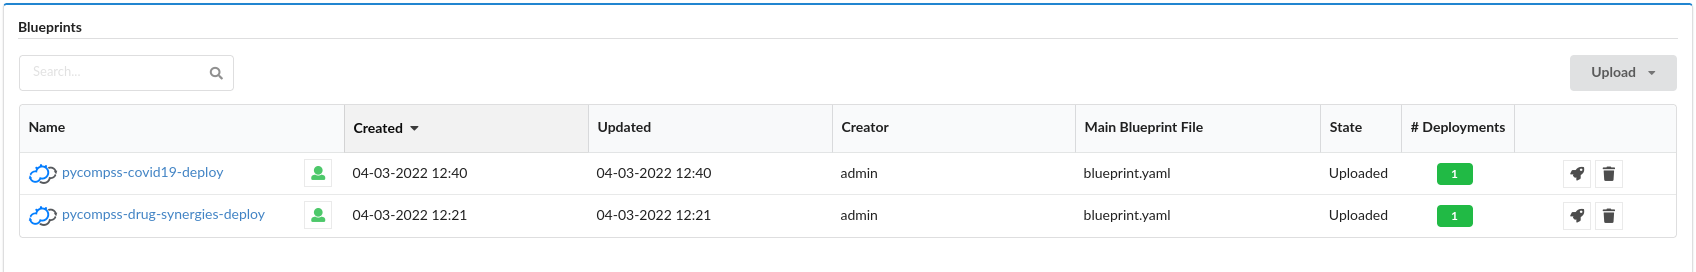 Blueprints
Search...
Upload
Name Created Updated Creator Main Blueprint File State # Deployments
pycompss-covid19-deploy 04-03-2022 12:40 04-03-2022 12:40 admin blueprint.yaml Uploaded 1
pycompss-drug-synergies-deploy 04-03-2022 12:21 04-03-2022 12:21 admin blueprint.yaml Uploaded 1